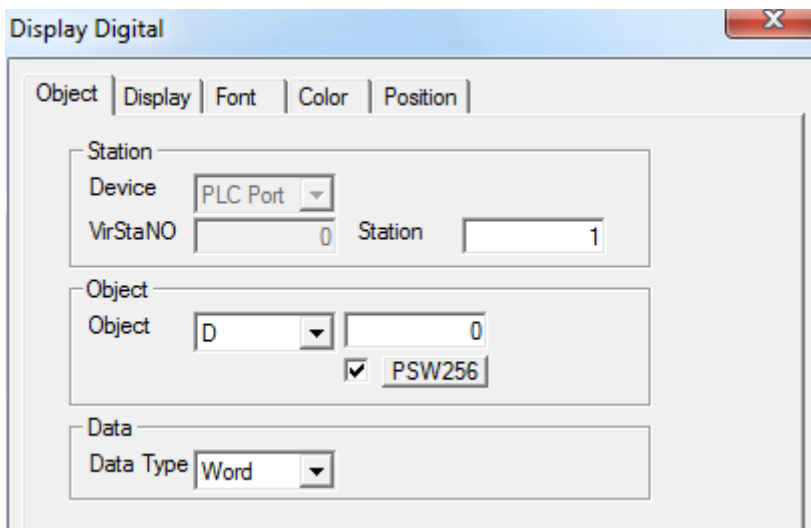 Display Digital
Object Display Font Color Position
Station
Device PLC Port
VirStaNO 0 Station 1
Object
Object D 0
PSW256
Data
Data Type Word